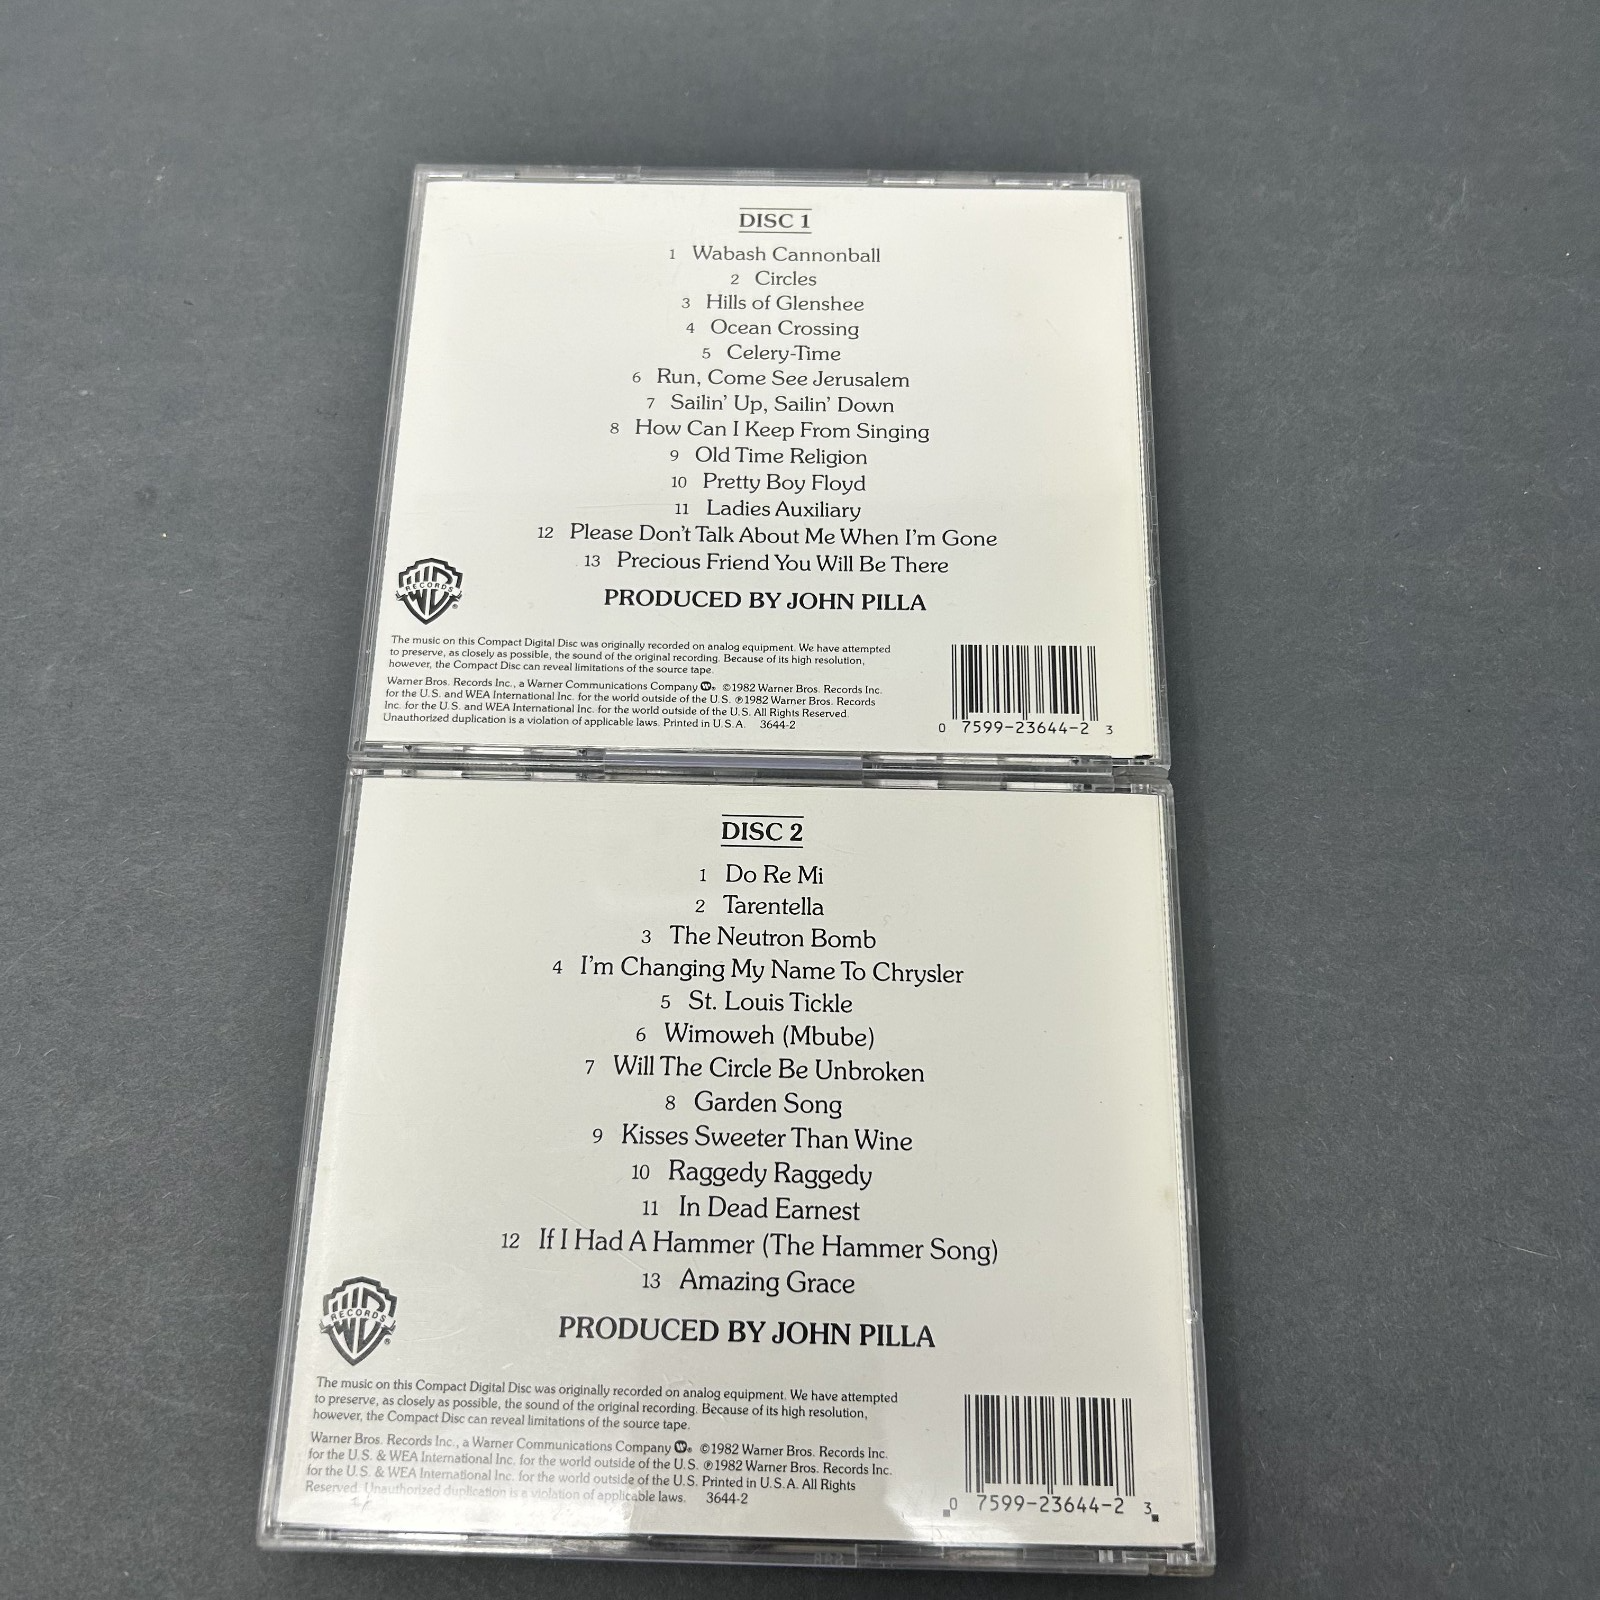 DISC 1
1 Wabash Cannonball
2 Circles
3 Hills of Glenshee
4 Ocean Crossing
5 Celery-Time
6 Run, Come See Jerusalem
7 Sailin' Up, Sailin' Down
8 How Can I Keep From Singing
9 Old Time Religion
10 Pretty Boy Floyd
11 Ladies Auxiliary
12 Please Don't Talk About Me When I'm Gone
13 Precious Friend You Will Be There
PRODUCED BY JOHN PILLA
WB RECORDS ®
The music on this Compact Digital Disc was originally recorded on analog equipment. We have attempted
to preserve, as closely as possible, the sound of the original recording. Because of its high resolution,
however, the Compact Disc can reveal limitations of the source tape.
Warner Bros. Records Inc., a Warner Communications Company ®. ©1982 Warner Bros. Records Inc.
for the U.S. and WEA International Inc. for the world outside of the U.S. ℗1982 Warner Bros. Records
Inc. for the U.S. and WEA International Inc. for the world outside of the U.S. All Rights Reserved.
Unauthorized duplication is a violation of applicable laws. Printed in U.S.A. 3644-2
0 7599-23644-2 3
DISC 2
1 Do Re Mi
2 Tarentella
3 The Neutron Bomb
4 I'm Changing My Name To Chrysler
5 St. Louis Tickle
6 Wimoweh (Mbube)
7 Will The Circle Be Unbroken
8 Garden Song
9 Kisses Sweeter Than Wine
10 Raggedy Raggedy
11 In Dead Earnest
12 If I Had A Hammer (The Hammer Song)
13 Amazing Grace
PRODUCED BY JOHN PILLA
WB RECORDS ®
The music on this Compact Digital Disc was originally recorded on analog equipment. We have attempted
to preserve, as closely as possible, the sound of the original recording. Because of its high resolution,
however, the Compact Disc can reveal limitations of the source tape.
Warner Bros. Records Inc., a Warner Communications Company ®. ©1982 Warner Bros. Records Inc.
for the U.S. & WEA International Inc. for the world outside of the U.S. ℗1982 Warner Bros. Records Inc.
for the U.S. & WEA International Inc. for the world outside of the U.S. Printed in U.S.A. All Rights
Reserved. Unauthorized duplication is a violation of applicable laws. 3644-2
0 7599-23644-2 3